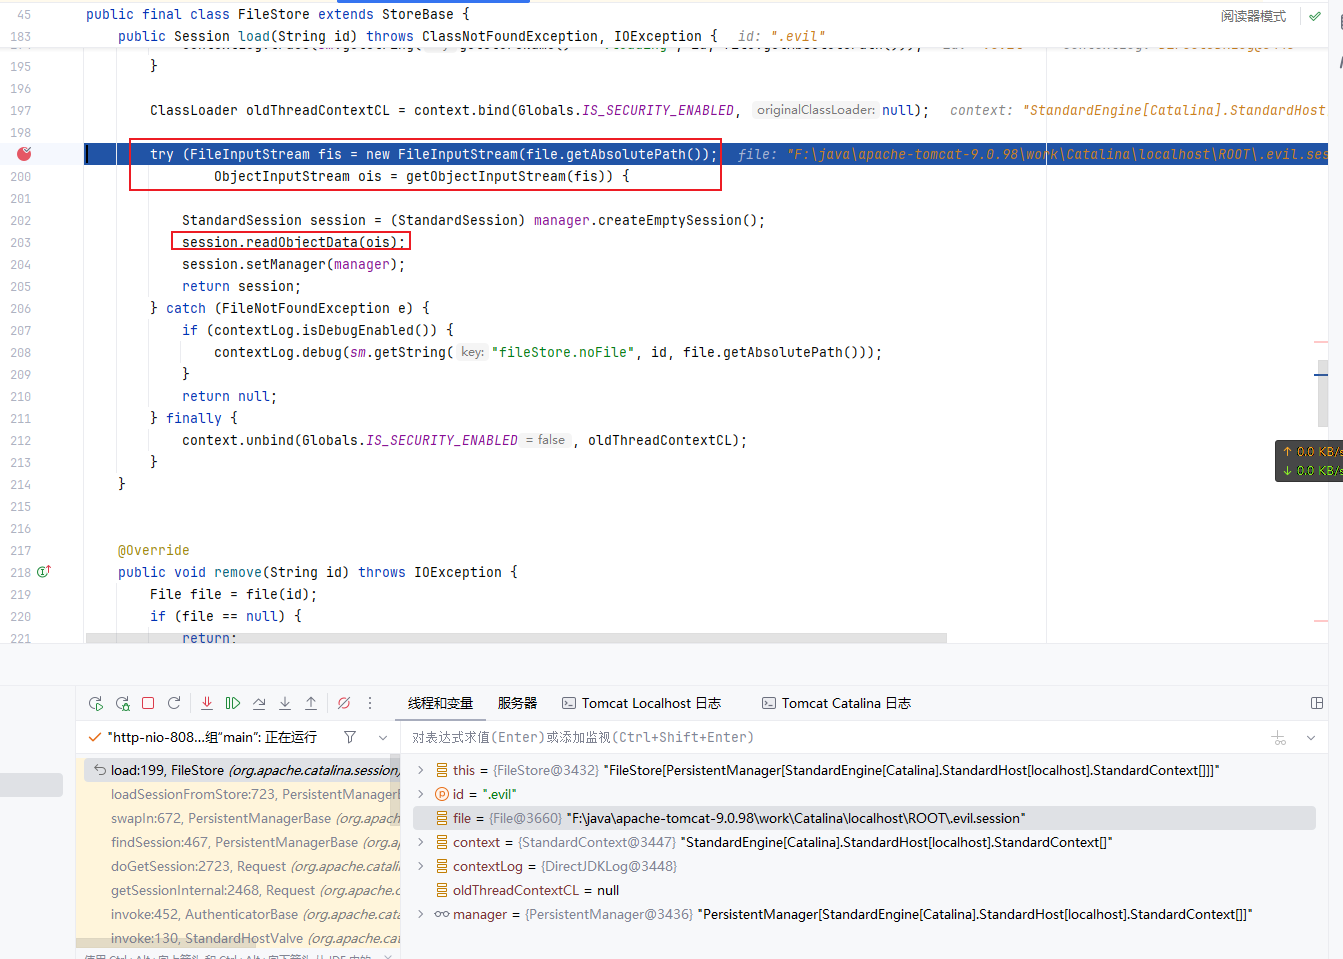 45 public final class FileStore extends StoreBase {
阅读器模式
183 public Session load(String id) throws ClassNotFoundException, IOException { id: ".evil"
195 }
196
197 ClassLoader oldThreadContextCL = context.bind(Globals.IS_SECURITY_ENABLED, originalClassLoader: null); context: "StandardEngine[Catalina].StandardHost
198
try (FileInputStream fis = new FileInputStream(file.getAbsolutePath()); file: "F:\java\apache-tomcat-9.0.98\work\Catalina\localhost\ROOT\.evil.ses
200 ObjectInputStream ois = getObjectInputStream(fis)) {
201
202 StandardSession session = (StandardSession) manager.createEmptySession();
203 session.readObjectData(ois);
204 session.setManager(manager);
205 return session;
206 } catch (FileNotFoundException e) {
207 if (contextLog.isDebugEnabled()) {
208 contextLog.debug(sm.getString( key: "fileStore.noFile", id, file.getAbsolutePath()));
209 }
210 return null;
211 } finally {
212 context.unbind(Globals.IS_SECURITY_ENABLED = false , oldThreadContextCL);
213 }
214 }
215
216
217 @Override
218 public void remove(String id) throws IOException {
219 File file = file(id);
220 if (file == null) {
221 return;
↑ 0.0 KB/s
↓ 0.0 KB/s
线程和变量 服务器 Tomcat Localhost 日志 Tomcat Catalina 日志
"http-nio-808...组"main": 正在运行
对表达式求值(Enter)或添加监视(Ctrl+Shift+Enter)
load:199, FileStore (org.apache.catalina.session)
loadSessionFromStore:723, PersistentManagerB
swapIn:672, PersistentManagerBase (org.apa
findSession:467, PersistentManagerBase (org.ap
doGetSession:2723, Request (org.apache.catali
getSessionInternal:2468, Request (org.apache.c
invoke:452, AuthenticatorBase (org.apache.cata
invoke:130, StandardHostValve (org.apache.cat
this = {FileStore@3432} "FileStore[PersistentManager[StandardEngine[Catalina].StandardHost[localhost].StandardContext[]]]"
id = ".evil"
file = {File@3660} "F:\java\apache-tomcat-9.0.98\work\Catalina\localhost\ROOT\.evil.session"
context = {StandardContext@3447} "StandardEngine[Catalina].StandardHost[localhost].StandardContext[]"
contextLog = {DirectJDKLog@3448}
oldThreadContextCL = null
manager = {PersistentManager@3436} "PersistentManager[StandardEngine[Catalina].StandardHost[localhost].StandardContext[]]"